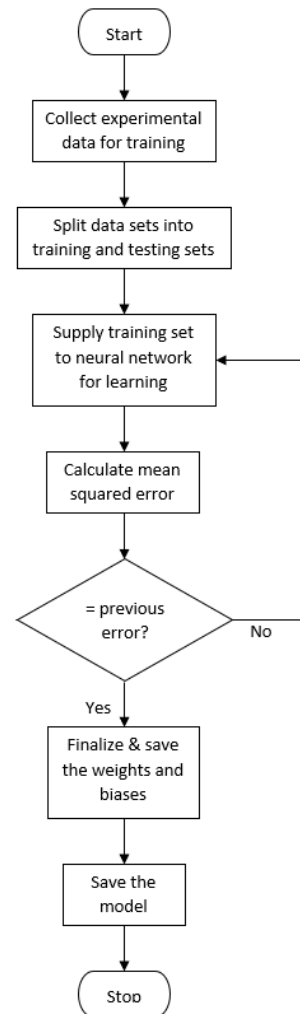 Start
Collect experimental
data for training
Split data sets into
training and testing sets
Supply training set
to neural network
for learning
Calculate mean
squared error
= previous
error?
No
Yes
Finalize & save
the weights and
biases
Save the
model
Stop